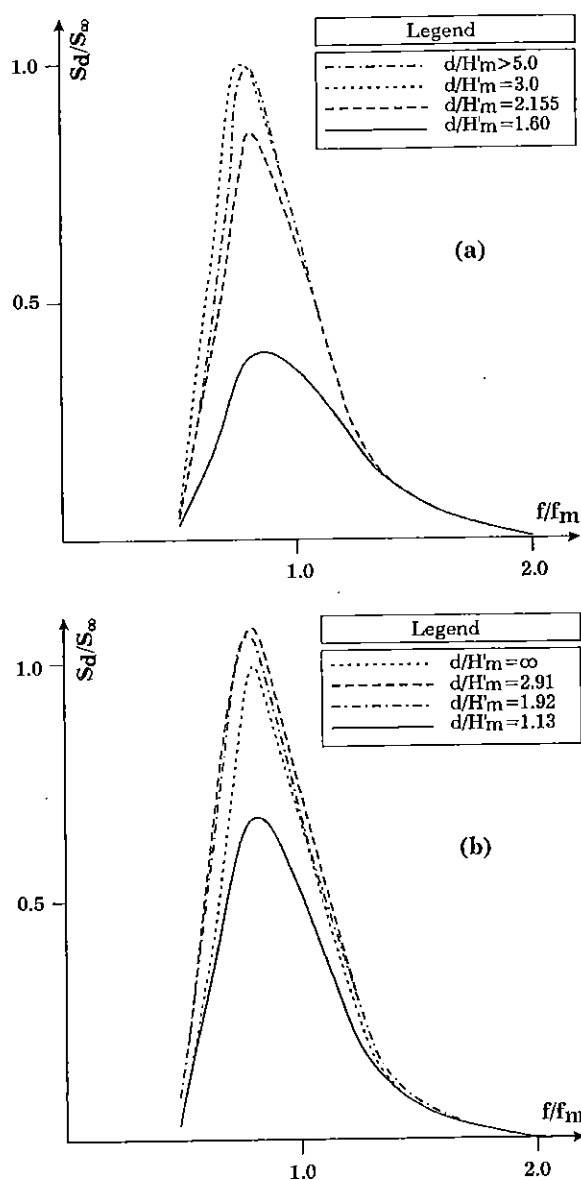 Sd/S∞
Legend
d/H'm>5.0
d/H'm=3.0
d/H'm=2.155
d/H'm=1.60
1.0
(a)
0.5
f/fm
1.0
2.0
Sd/S∞
Legend
d/H'm=∞
d/H'm=2.91
d/H'm=1.92
d/H'm=1.13
1.0
(b)
0.5
f/fm
1.0
2.0